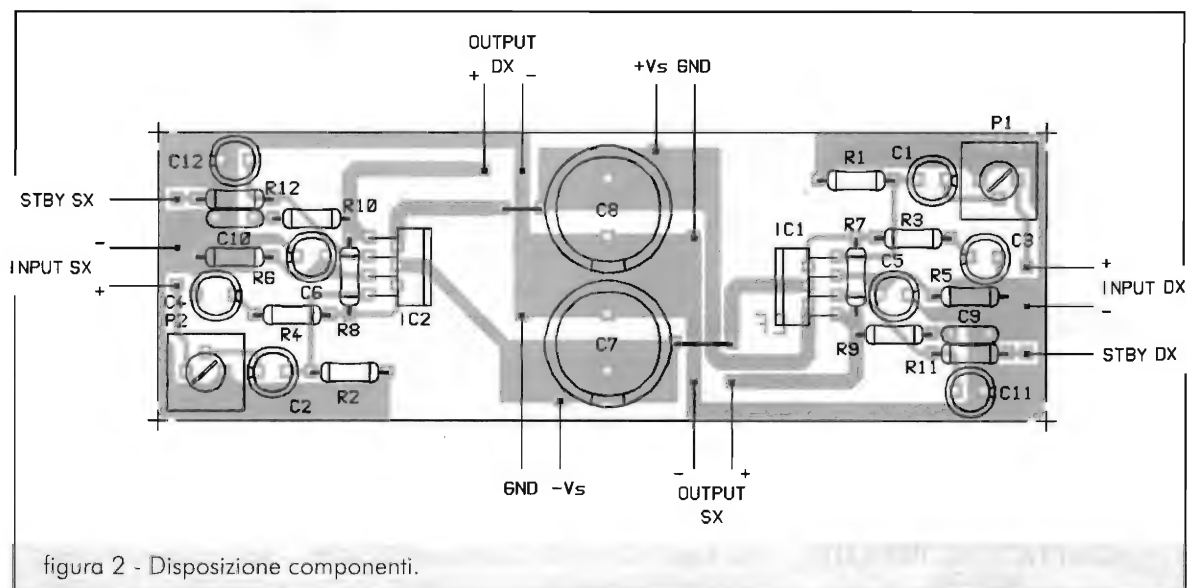 OUTPUT
+ DX -
+Vs GND
P1
C12
R1
C1
STBY SX
R12
R10
C8
IC1
R7
R3
-
C10
C3
INPUT SX
R6
C6
C5
R5
+
INPUT DX
+
C4
P2
R4
R8
IC2
C7
C9
-
R9
R11
STBY DX
C2
R2
C11
GND -Vs
- +
OUTPUT
SX
figura 2 - Disposizione componenti.